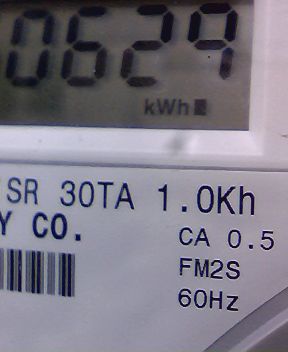 0629
kWh
SR 30TA 1.0Kh
Y CO.
CA 0.5
FM2S
60Hz